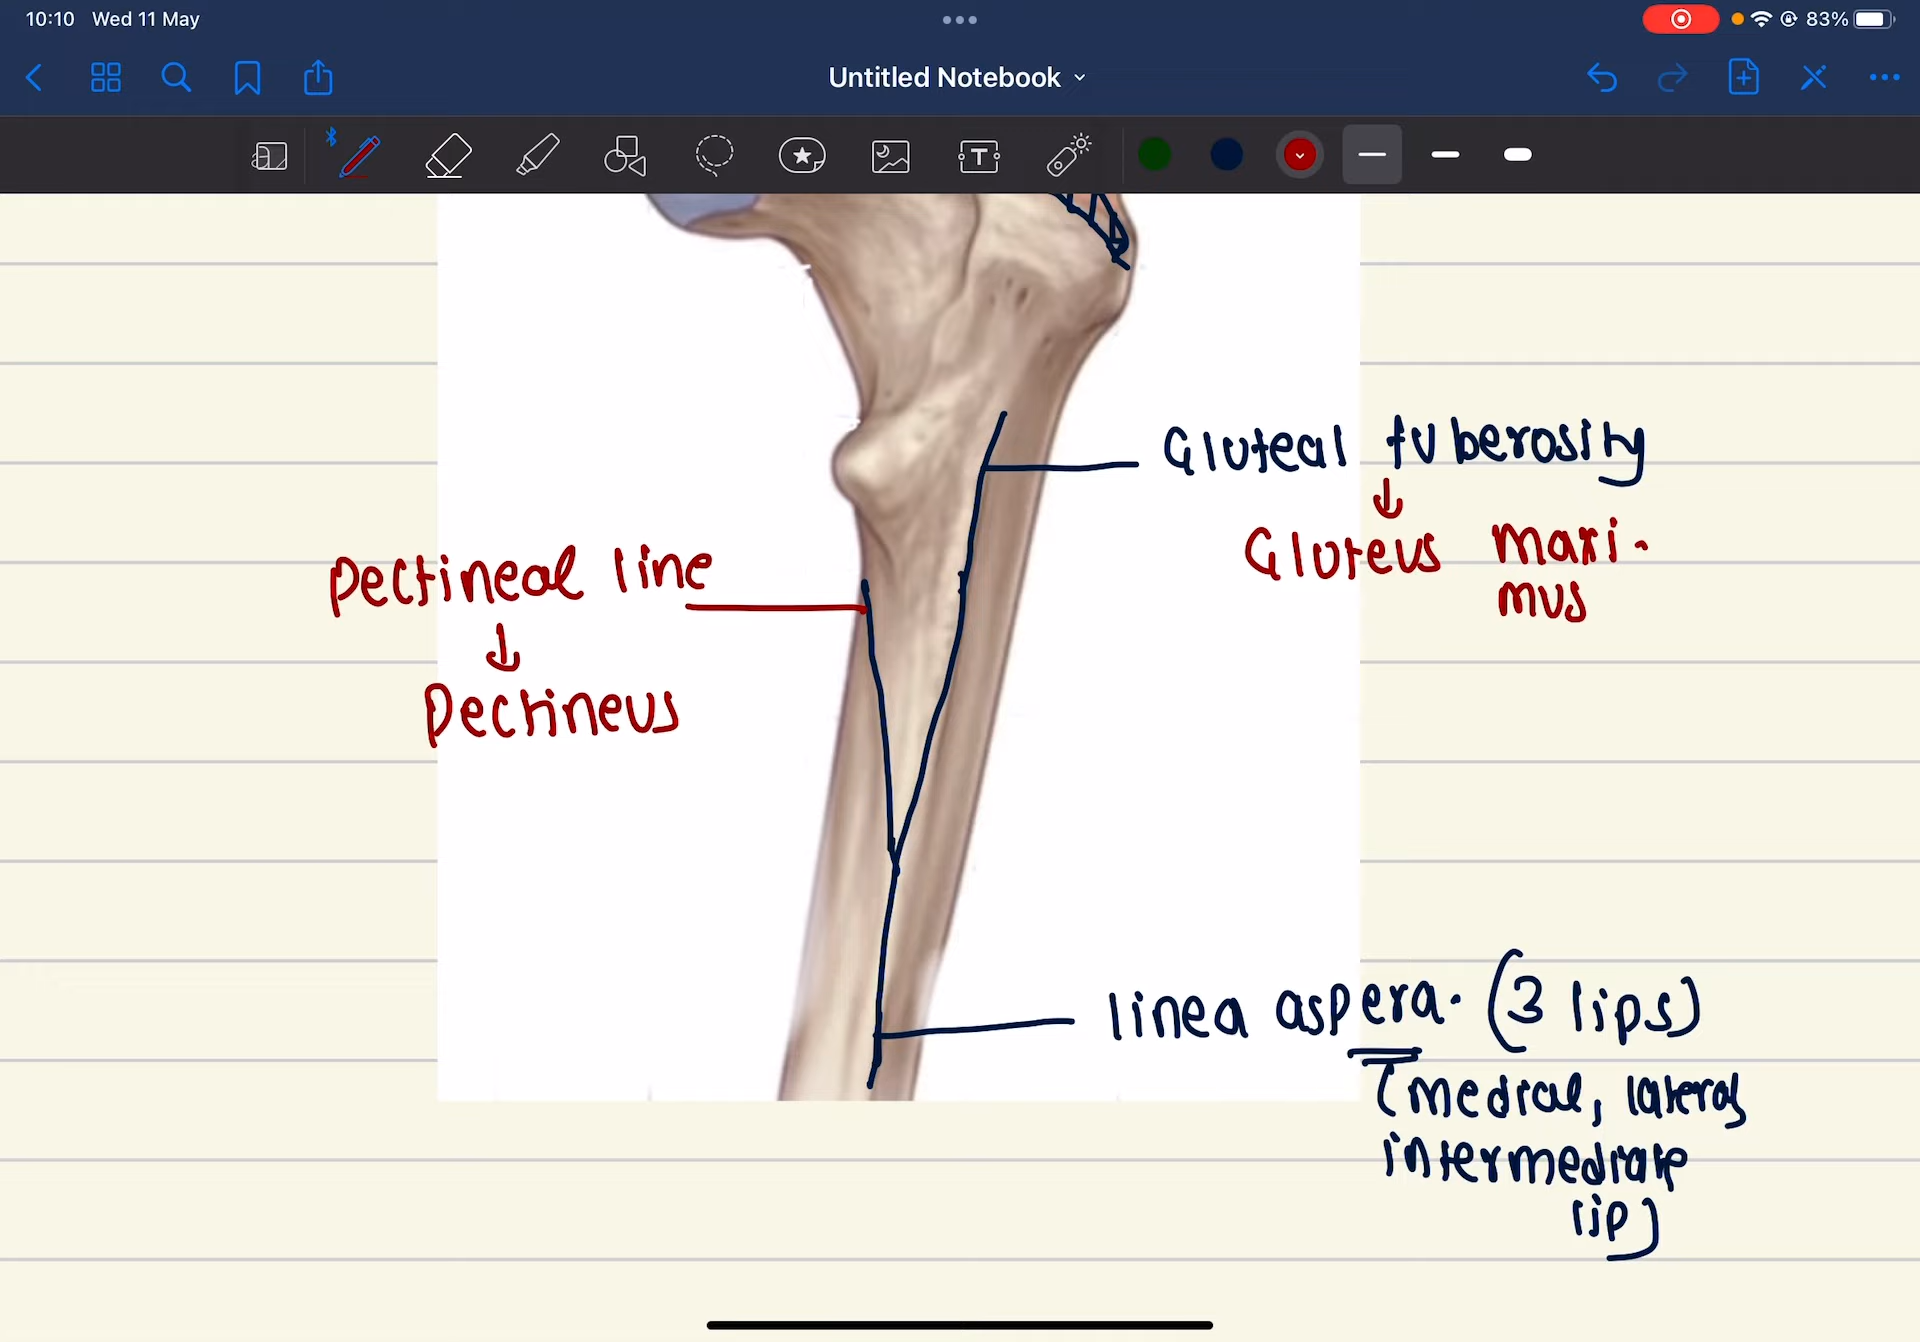 10:10 Wed 11 May
83%
Untitled Notebook
T
Gluteal tuberosity
Gluteus maxi-
mus
Pectineal line
Pectineus
linea aspera. (3 lips)
(medial, lateral
intermediate
lip)